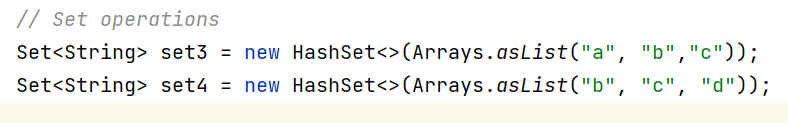 // Set operations
Set<String> set3 = new HashSet<>(Arrays.asList("a", "b","c"));
Set<String> set4 = new HashSet<>(Arrays.asList("b", "c", "d"));